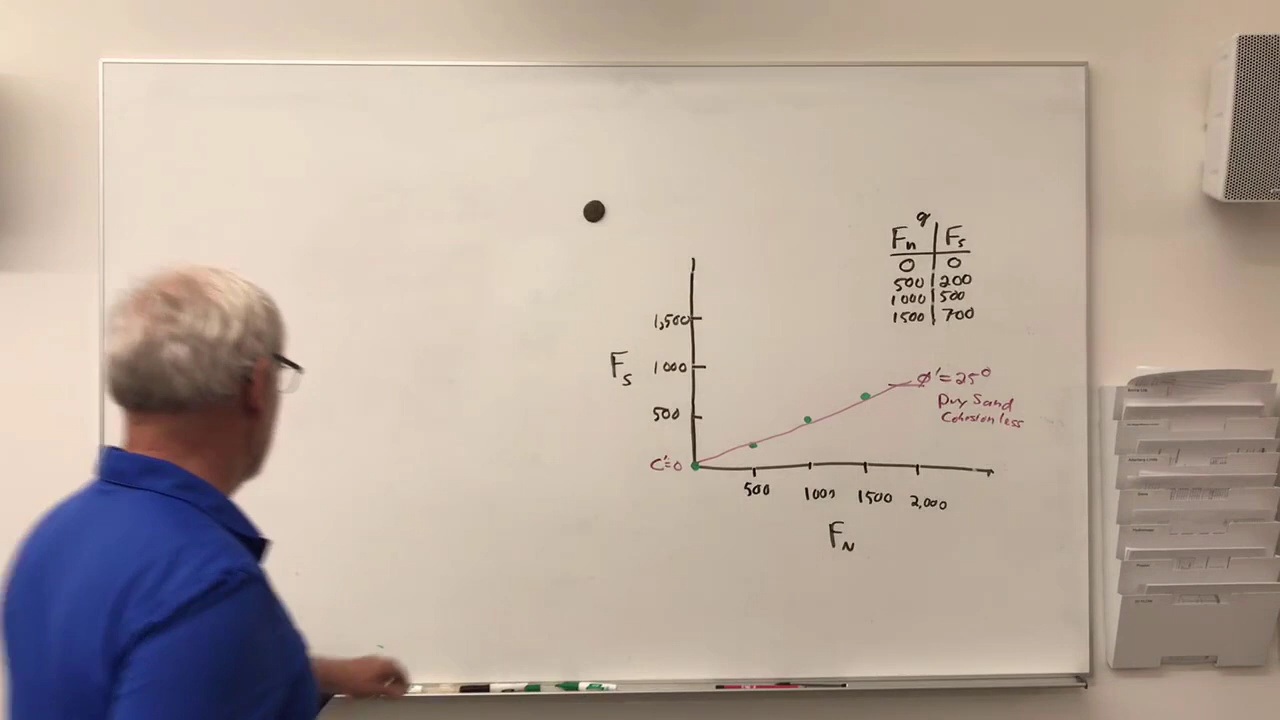 g
Fn | Fs
0 | 0
500 | 200
1000 | 500
1500 | 700
1,500
Fs
1000
500
C'=0
Ø'=25°
Dry Sand
Cohesionless
500 1000 1500 2,000
FN